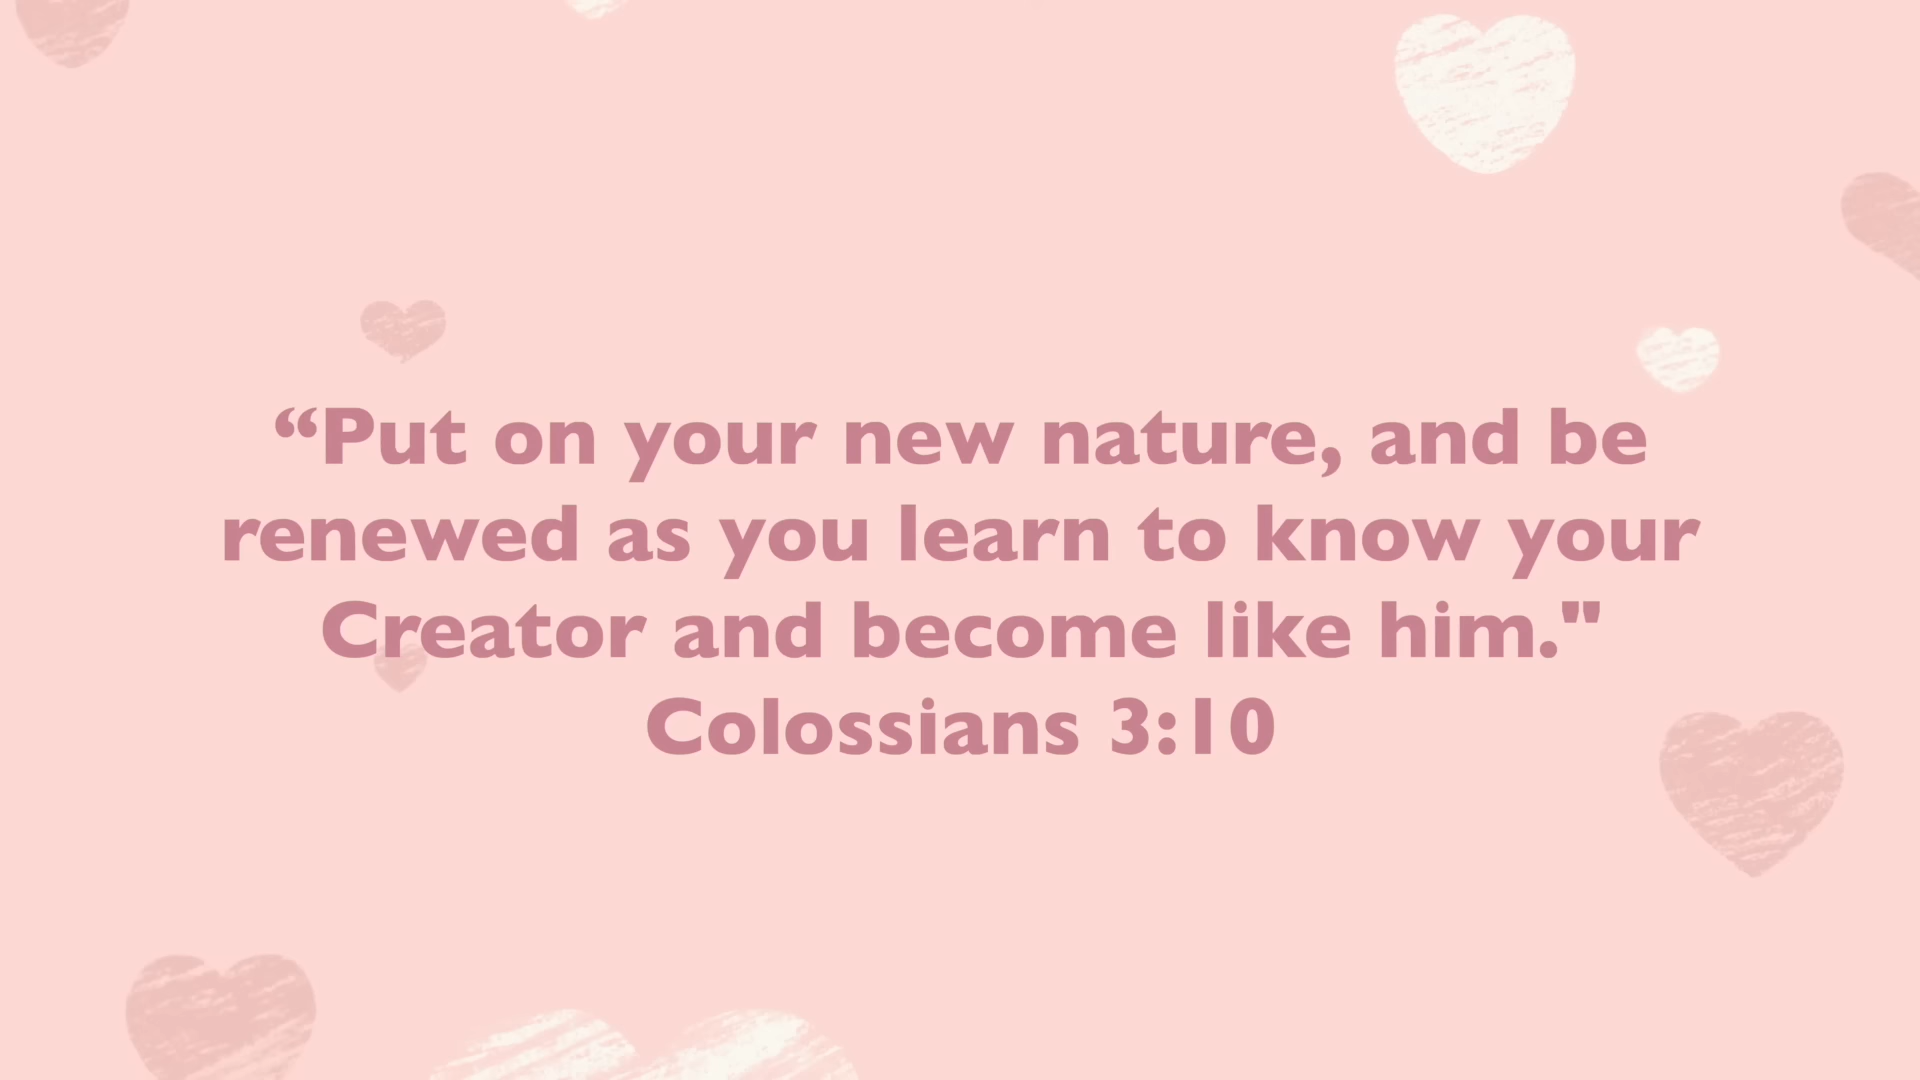 “Put on your new nature, and be
renewed as you learn to know your
Creator and become like him."
Colossians 3:10